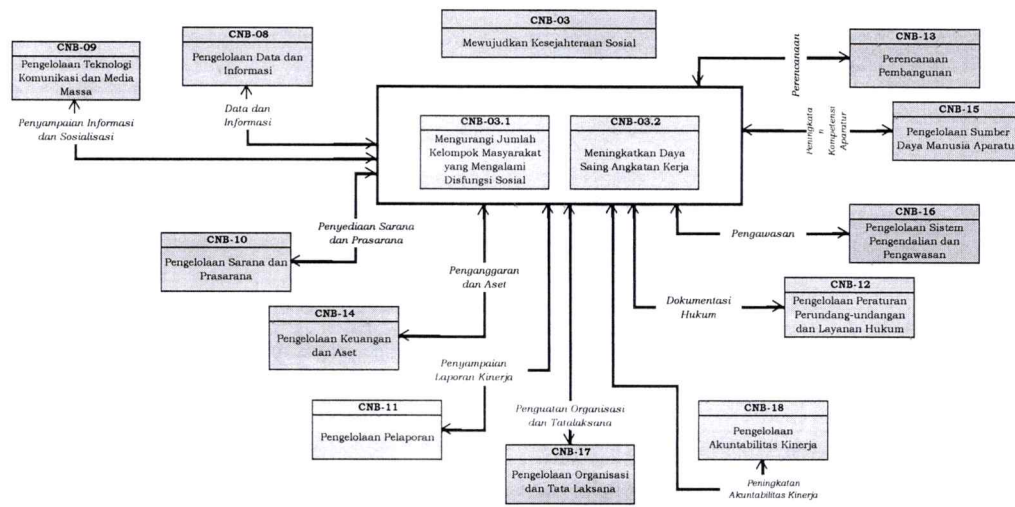 CNB-03
Mewujudkan Kesejahteraan Sosial
CNB-09
Pengelolaan Teknologi
Komunikasi dan Media
Massa
CNB-08
Pengelolaan Data dan
Informasi
CNB-13
Perencanaan
Pembangunan
Perencanaan
Penyampaian Informasi
dan Sosialisasi
Data dan
Informasi
CNB-03.1
Mengurangi Jumlah
Kelompok Masyarakat
yang Mengalami
Disfungsi Sosial
CNB-03.2
Meningkatkan Daya
Saing Angkatan Kerja
Peningkata
n
Kompetensi
Aparatur
CNB-15
Pengelolaan Sumber
Daya Manusia Aparatu
Penyediaan Sarana
dan Prasarana
CNB-10
Pengelolaan Sarana dan
Prasarana
Pengawasan
CNB-16
Pengelolaan Sistem
Pengendalian dan
Pengawasan
Penganggaran
dan Aset
CNB-14
Pengelolaan Keuangan
dan Aset
Dokumentasi
Hukum
CNB-12
Pengelolaan Peraturan
Perundang-undangan
dan Layanan Hukum
Penyampaian
Laporan Kinerja
CNB-11
Pengelolaan Pelaporan
Penguatan Organisasi
dan Tatalaksana
CNB-17
Pengelolaan Organisasi
dan Tata Laksana
CNB-18
Pengelolaan
Akuntabilitas Kinerja
Peningkatan
Akuntabilitas Kinerja